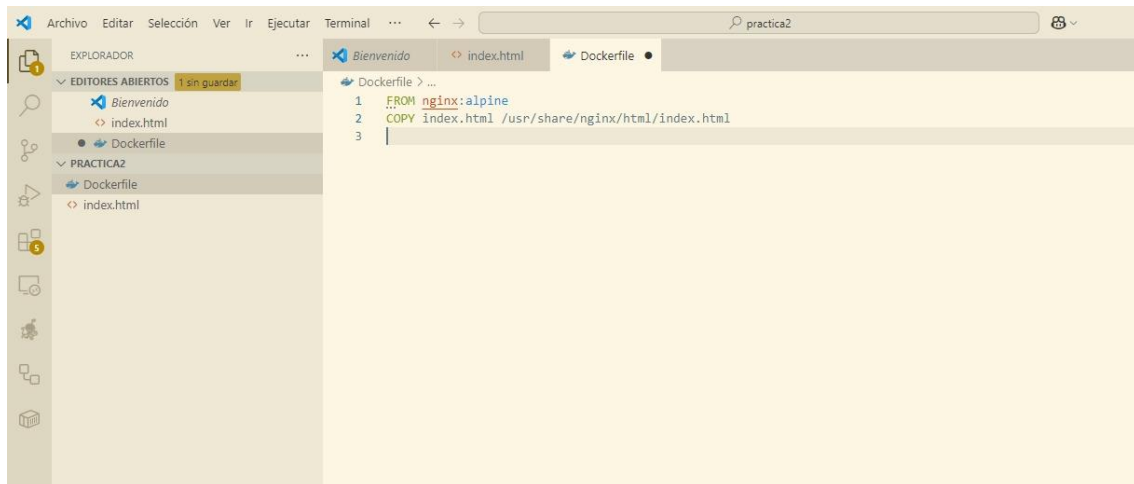 Archivo Editar Selección Ver Ir Ejecutar Terminal ··· ← → practica2
EXPLORADOR ···
Bienvenido index.html Dockerfile ●
EDITORES ABIERTOS 1 sin guardar
Bienvenido
index.html
● Dockerfile
PRACTICA2
Dockerfile
index.html
1
5
Dockerfile > ...
1 FROM nginx:alpine
2 COPY index.html /usr/share/nginx/html/index.html
3